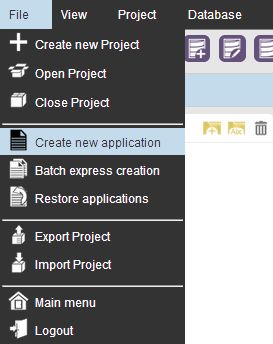 File View Project Database
Create new Project
Open Project
Close Project
Create new application
Batch express creation
Restore applications
Export Project
Import Project
Main menu
Logout